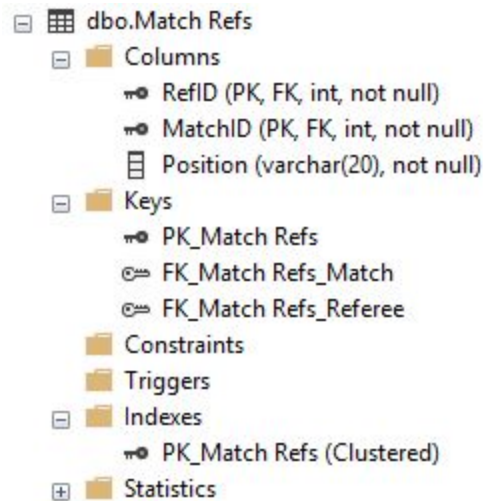 dbo.Match Refs
Columns
RefID (PK, FK, int, not null)
MatchID (PK, FK, int, not null)
Position (varchar(20), not null)
Keys
PK_Match Refs
FK_Match Refs_Match
FK_Match Refs_Referee
Constraints
Triggers
Indexes
PK_Match Refs (Clustered)
Statistics